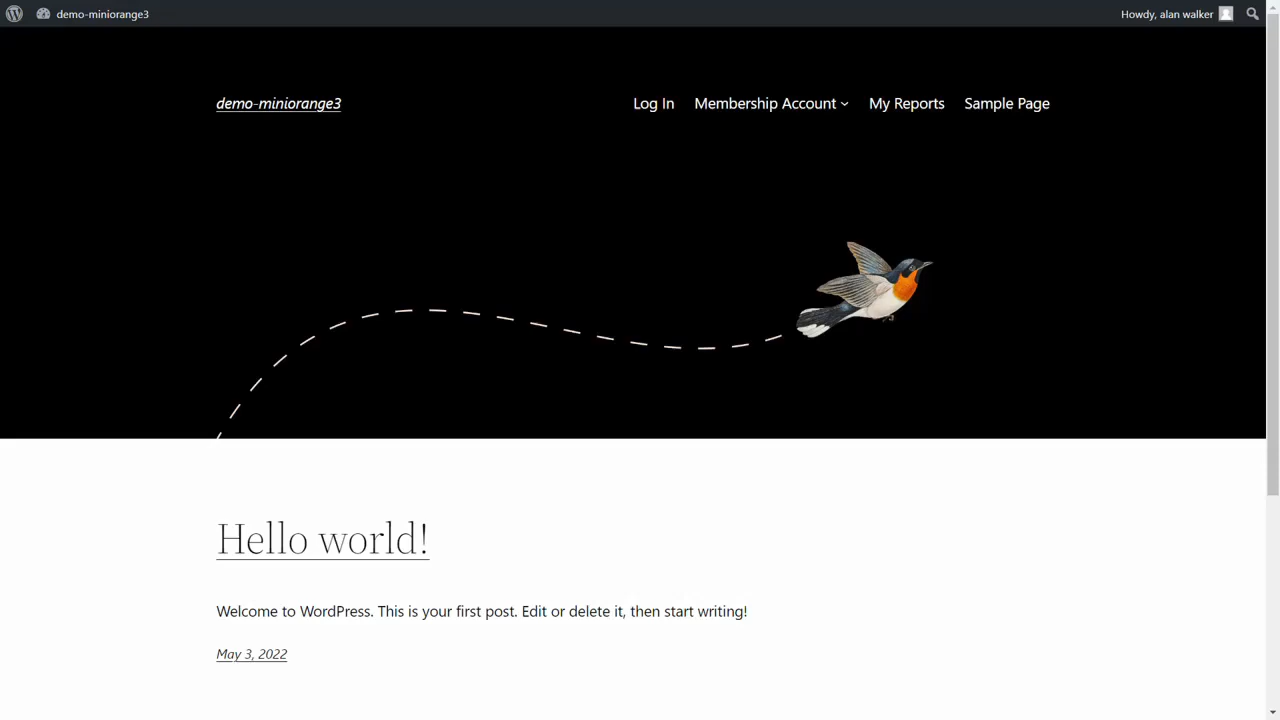 demo-miniorange3
Howdy, alan walker
demo-miniorange3
Log In
Membership Account
My Reports
Sample Page
Hello world!
Welcome to WordPress. This is your first post. Edit or delete it, then start writing!
May 3, 2022